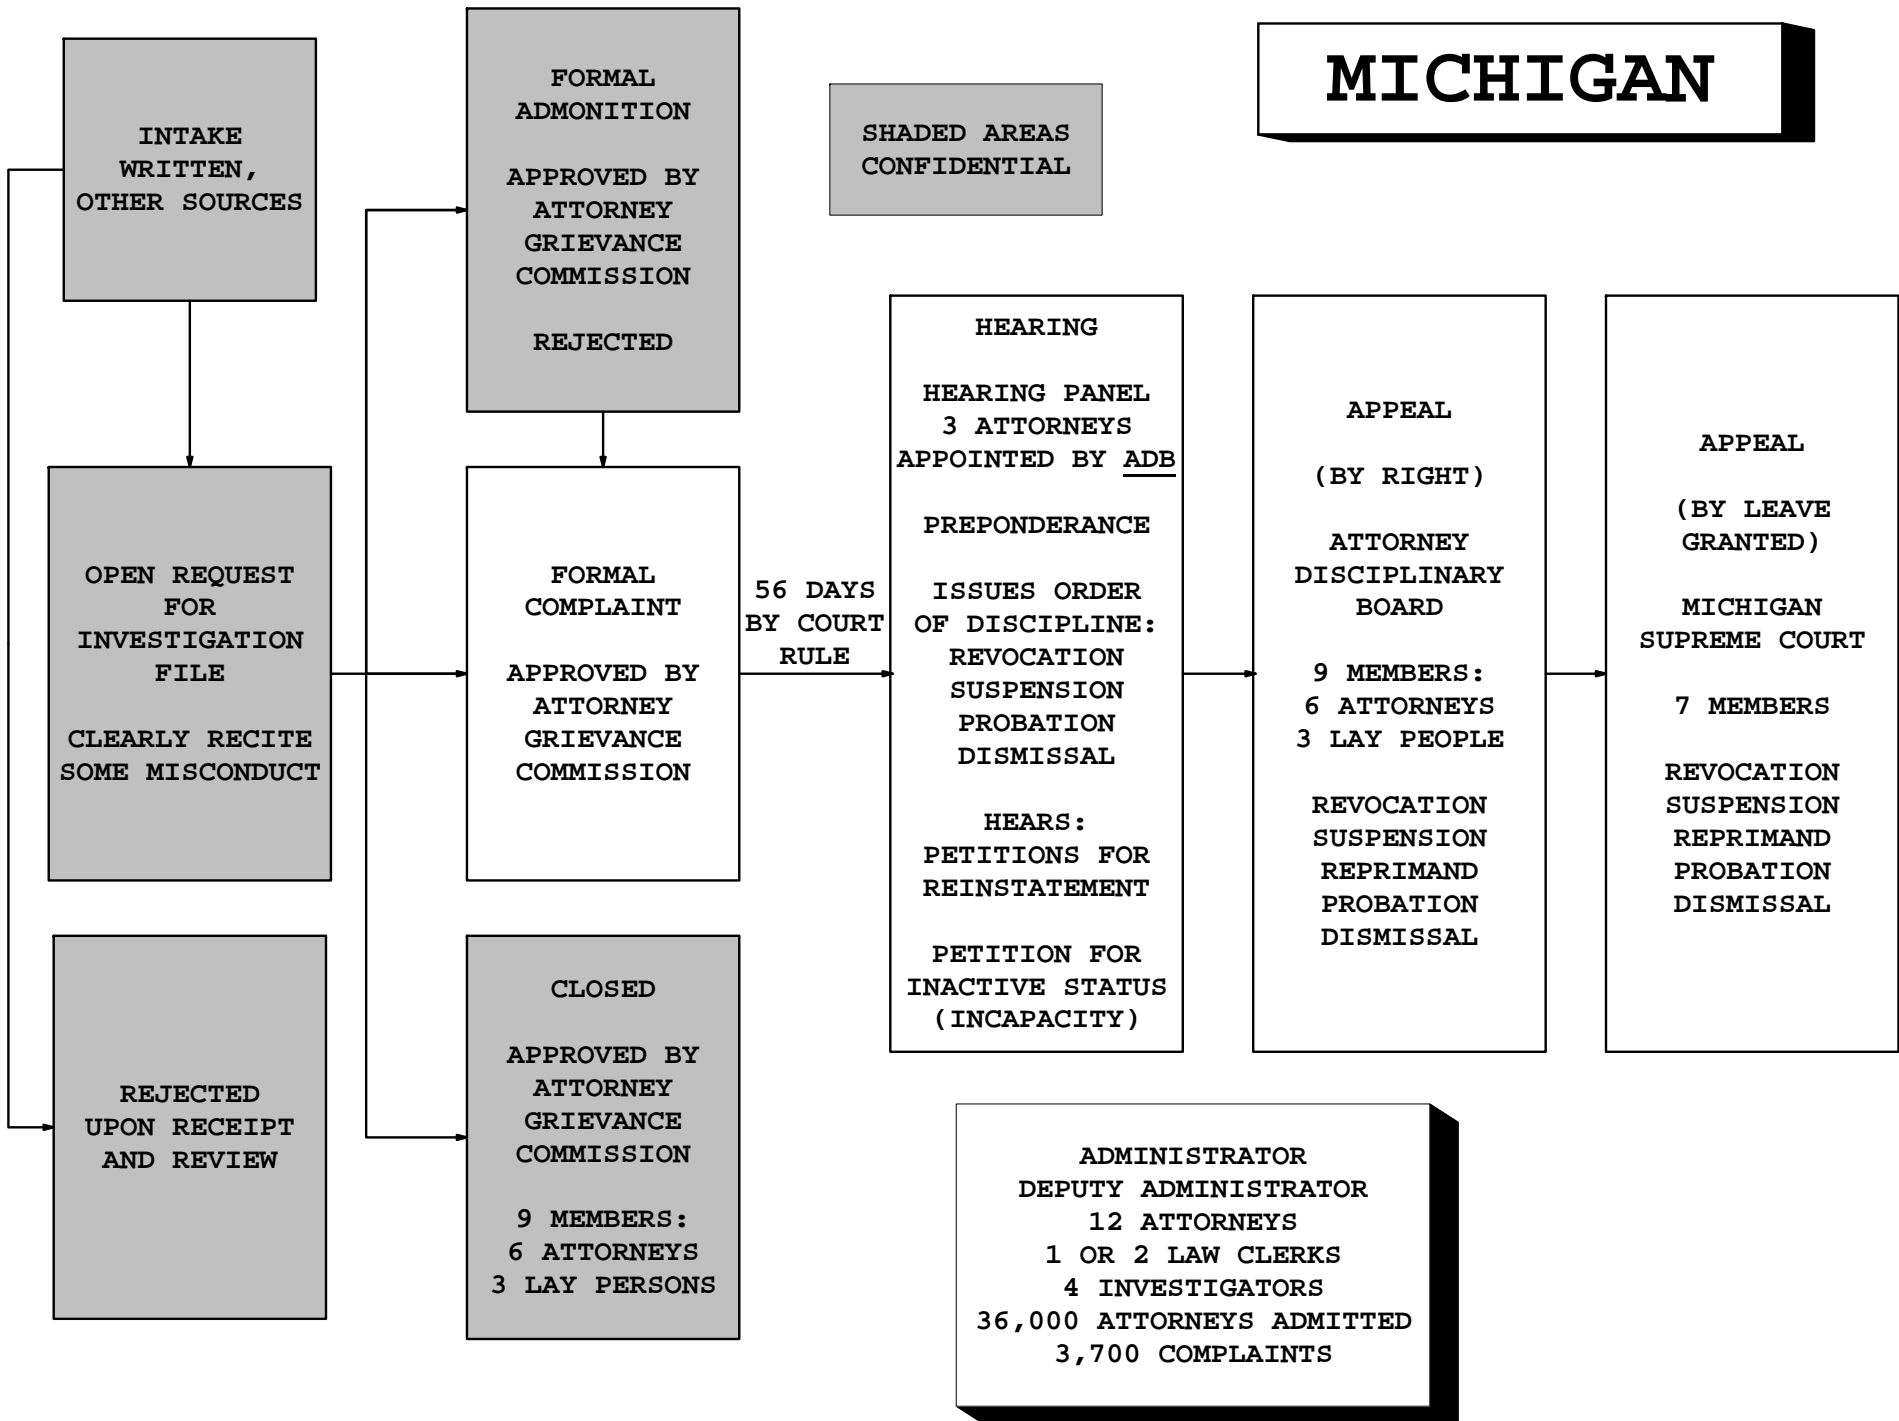 MICHIGAN
INTAKE
WRITTEN,
OTHER SOURCES
FORMAL
ADMONITION
APPROVED BY
ATTORNEY
GRIEVANCE
COMMISSION
REJECTED
SHADED AREAS
CONFIDENTIAL
OPEN REQUEST
FOR
INVESTIGATION
FILE
CLEARLY RECITE
SOME MISCONDUCT
FORMAL
COMPLAINT
APPROVED BY
ATTORNEY
GRIEVANCE
COMMISSION
56 DAYS
BY COURT
RULE
HEARING
HEARING PANEL
3 ATTORNEYS
APPOINTED BY ADB
PREPONDERANCE
ISSUES ORDER
OF DISCIPLINE:
REVOCATION
SUSPENSION
PROBATION
DISMISSAL
HEARS:
PETITIONS FOR
REINSTATEMENT
PETITION FOR
INACTIVE STATUS
(INCAPACITY)
APPEAL
(BY RIGHT)
ATTORNEY
DISCIPLINARY
BOARD
9 MEMBERS:
6 ATTORNEYS
3 LAY PEOPLE
REVOCATION
SUSPENSION
REPRIMAND
PROBATION
DISMISSAL
APPEAL
(BY LEAVE
GRANTED)
MICHIGAN
SUPREME COURT
7 MEMBERS
REVOCATION
SUSPENSION
REPRIMAND
PROBATION
DISMISSAL
REJECTED
UPON RECEIPT
AND REVIEW
CLOSED
APPROVED BY
ATTORNEY
GRIEVANCE
COMMISSION
9 MEMBERS:
6 ATTORNEYS
3 LAY PERSONS
ADMINISTRATOR
DEPUTY ADMINISTRATOR
12 ATTORNEYS
1 OR 2 LAW CLERKS
4 INVESTIGATORS
36,000 ATTORNEYS ADMITTED
3,700 COMPLAINTS